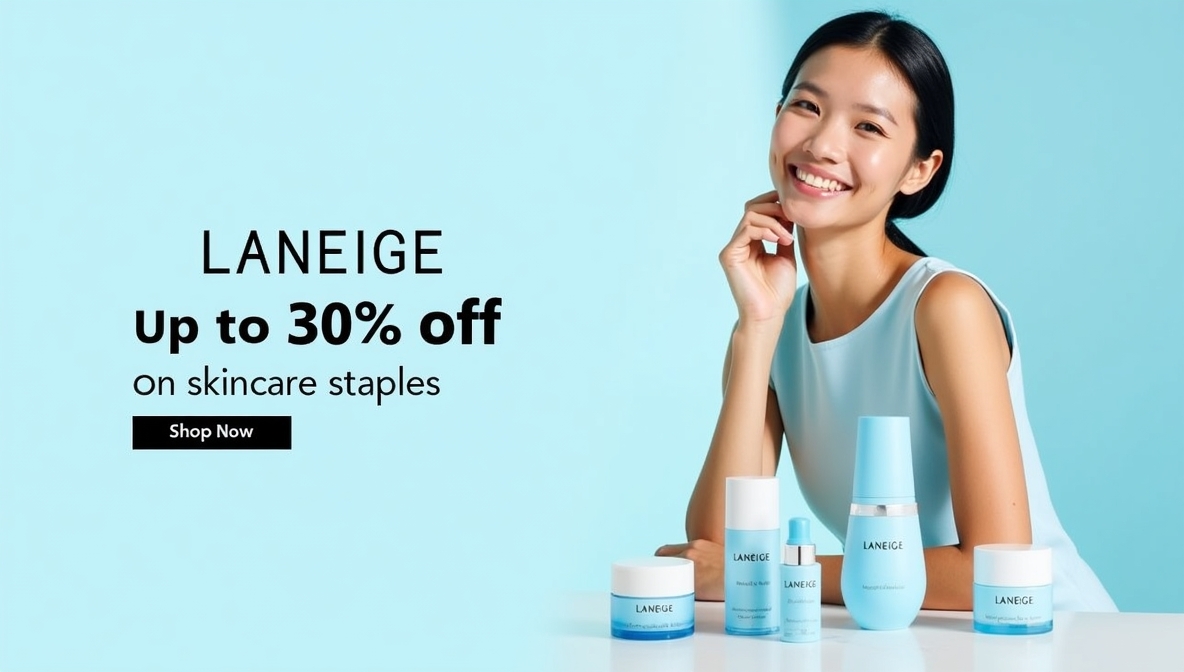 LANEIGE
Up to 30% off
on skincare staples
Shop Now
LANEIGE
LANEIGE
LANEIGE
LANEIGE
LANEIGE